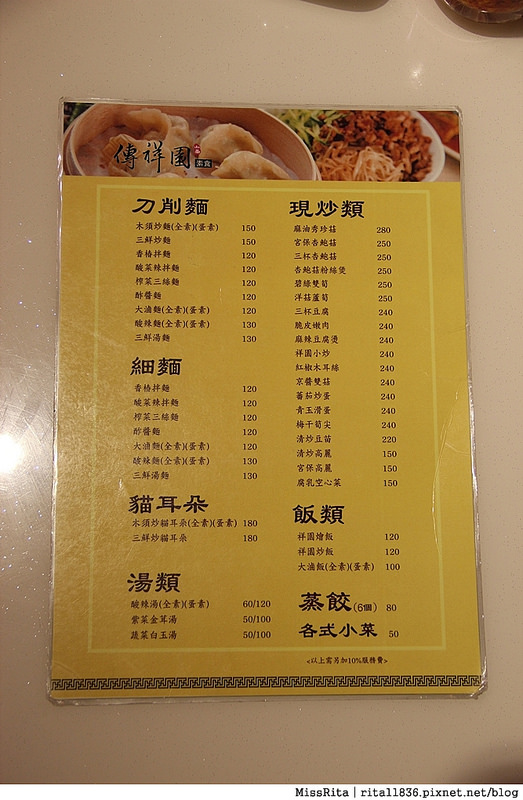 傳祥園
素食
刀削麵
木須炒麵(全素)(蛋素) 150
三鮮炒麵 150
香椿拌麵 120
酸菜辣拌麵 120
榨菜三絲麵 120
酢醬麵 120
大滷麵(全素)(蛋素) 120
酸辣麵(全素)(蛋素) 130
三鮮湯麵 130
細麵
香椿拌麵 120
酸菜辣拌麵 120
榨菜三絲麵 120
酢醬麵 120
大滷麵(全素)(蛋素) 120
酸辣麵(全素)(蛋素) 130
三鮮湯麵 130
貓耳朵
木須炒貓耳朵(全素)(蛋素) 180
三鮮炒貓耳朵 180
湯類
酸辣湯(全素)(蛋素) 60/120
紫菜金茸湯 50/100
蔬菜白玉湯 50/100
現炒類
麻油秀珍菇 280
宮保杏鮑菇 250
三杯杏鮑菇 250
杏鮑菇粉絲煲 250
碧綠雙筍 250
洋菇蘆筍 250
三杯豆腐 240
脆皮嫩肉 240
麻辣豆腐煲 240
祥園小炒 240
紅椒木耳絲 240
京醬雙菇 240
蕃茄炒蛋 240
青玉滑蛋 240
梅干筍尖 240
清炒豆苗 220
清炒高麗 150
宮保高麗 150
腐乳空心菜 150
飯類
祥園燴飯 120
祥園炒飯 120
大滷飯(全素)(蛋素) 100
蒸餃(6個) 80
各式小菜 50
<以上需另加10%服務費>
MissRita | rita11836.pixnet.net/blog